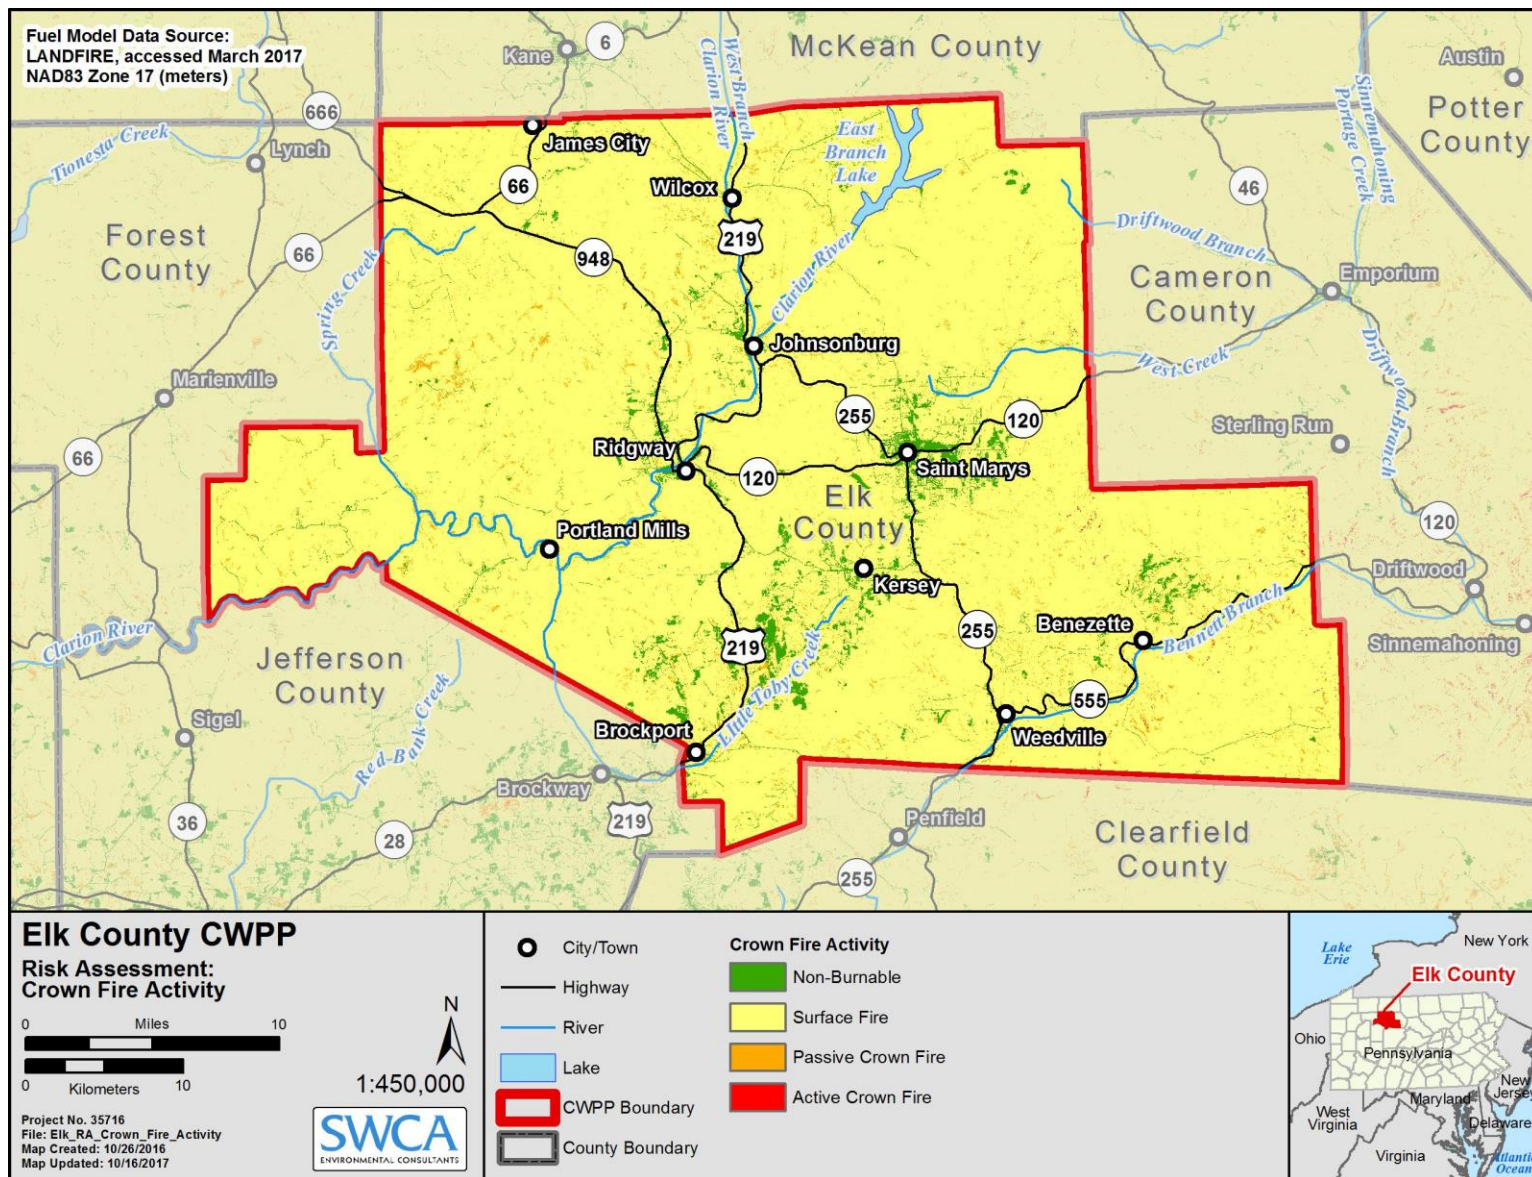 Fuel Model Data Source:
LANDFIRE, accessed March 2017
NAD83 Zone 17 (meters)
Kane
6
McKean County
Austin
Potter
County
666
Tionesta Creek
Lynch
James City
66
West Branch
Clarion River
East
Branch
Lake
Wilcox
219
Sinnemahoning
Portage Creek
46
Forest
County
66
948
Clarion River
Driftwood Branch
Cameron
County
Emporium
Spring Creek
Johnsonburg
West Creek
Driftwood Branch
Marienville
255
120
Sterling Run
66
Ridgway
120
Saint Marys
Elk
County
120
Portland Mills
Kersey
Driftwood
Clarion River
Jefferson
County
219
255
Benezette
Bennett Branch
Sinnemahoning
LIttle Toby Creek
Sigel
Red Bank Creek
555
Weedville
Brockport
Brockway
219
36
28
Penfield
Clearfield
County
255
Elk County CWPP
Risk Assessment:
Crown Fire Activity
0 Miles 10
0 Kilometers 10
N
1:450,000
Project No. 35716
File: Elk_RA_Crown_Fire_Activity
Map Created: 10/26/2016
Map Updated: 10/16/2017
SWCA
ENVIRONMENTAL CONSULTANTS
City/Town
Highway
River
Lake
CWPP Boundary
County Boundary
Crown Fire Activity
Non-Burnable
Surface Fire
Passive Crown Fire
Active Crown Fire
Lake
Erie
New York
Elk County
Ohio
Pennsylvania
New
Jersey
Maryland
West
Virginia
Delaware
Virginia
Atlantic
Ocean